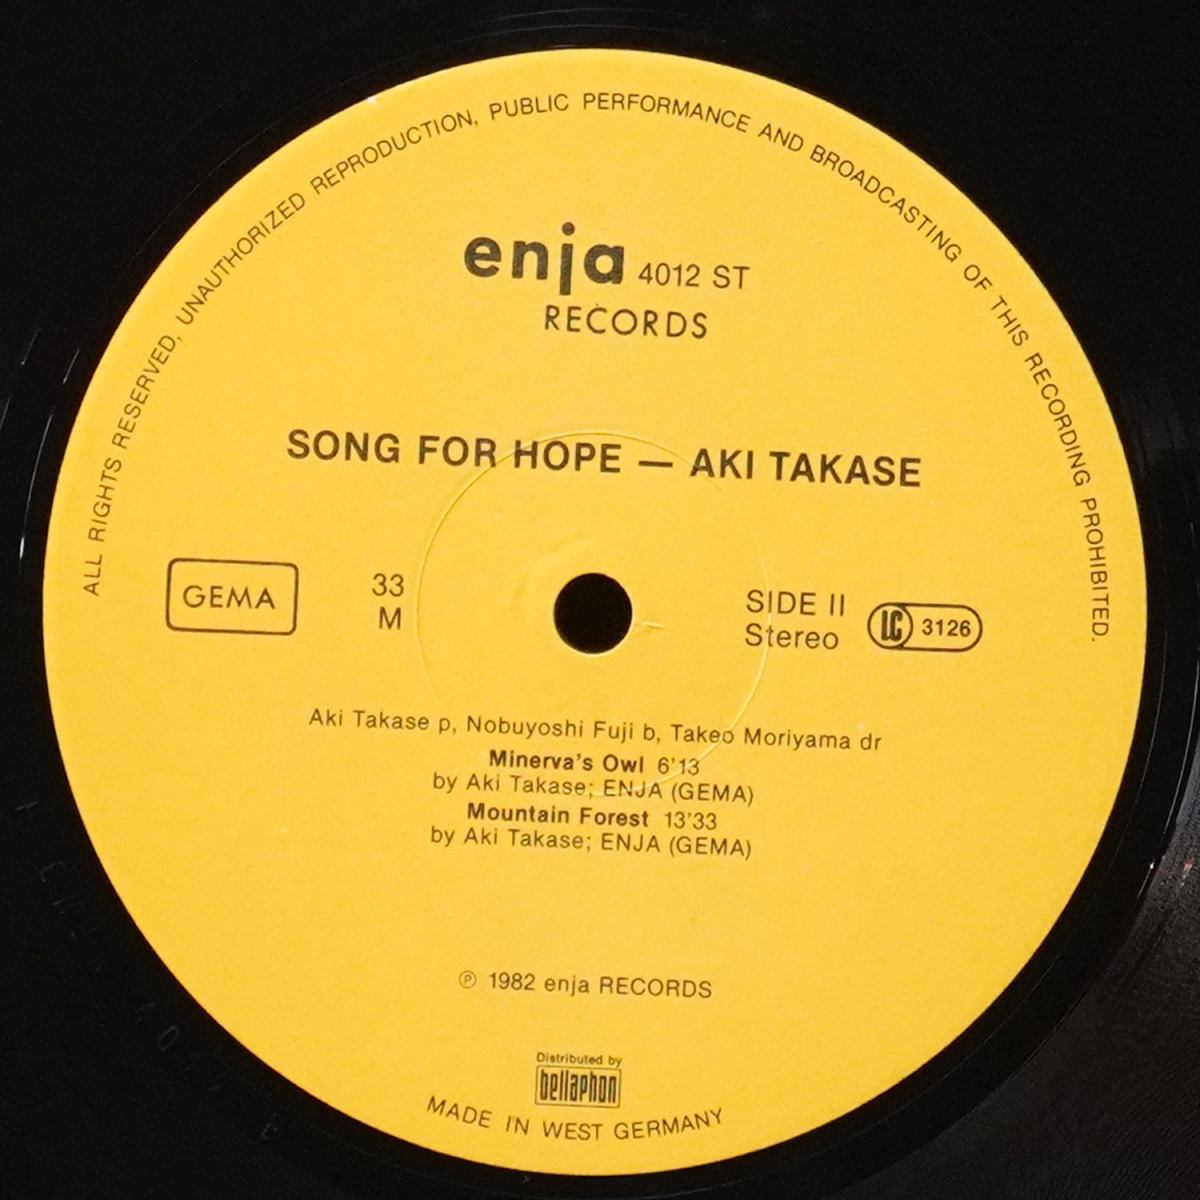 ALL RIGHTS RESERVED, UNAUTHORIZED REPRODUCTION, PUBLIC PERFORMANCE AND BROADCASTING OF THIS RECORDING PROHIBITED.
enja 4012 ST
RECORDS
SONG FOR HOPE — AKI TAKASE
GEMA
33
M
SIDE II
Stereo
LC 3126
Aki Takase p, Nobuyoshi Fuji b, Takeo Moriyama dr
Minerva's Owl 6'13
by Aki Takase; ENJA (GEMA)
Mountain Forest 13'33
by Aki Takase; ENJA (GEMA)
℗ 1982 enja RECORDS
Distributed by
bellaphon
MADE IN WEST GERMANY